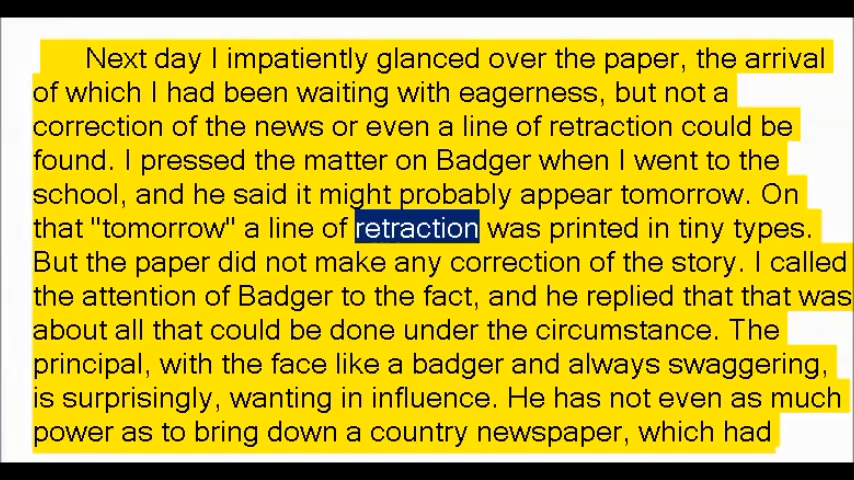 Next day I impatiently glanced over the paper, the arrival
of which I had been waiting with eagerness, but not a
correction of the news or even a line of retraction could be
found. I pressed the matter on Badger when I went to the
school, and he said it might probably appear tomorrow. On
that "tomorrow" a line of retraction was printed in tiny types.
But the paper did not make any correction of the story. I called
the attention of Badger to the fact, and he replied that that was
about all that could be done under the circumstance. The
principal, with the face like a badger and always swaggering,
is surprisingly, wanting in influence. He has not even as much
power as to bring down a country newspaper, which had